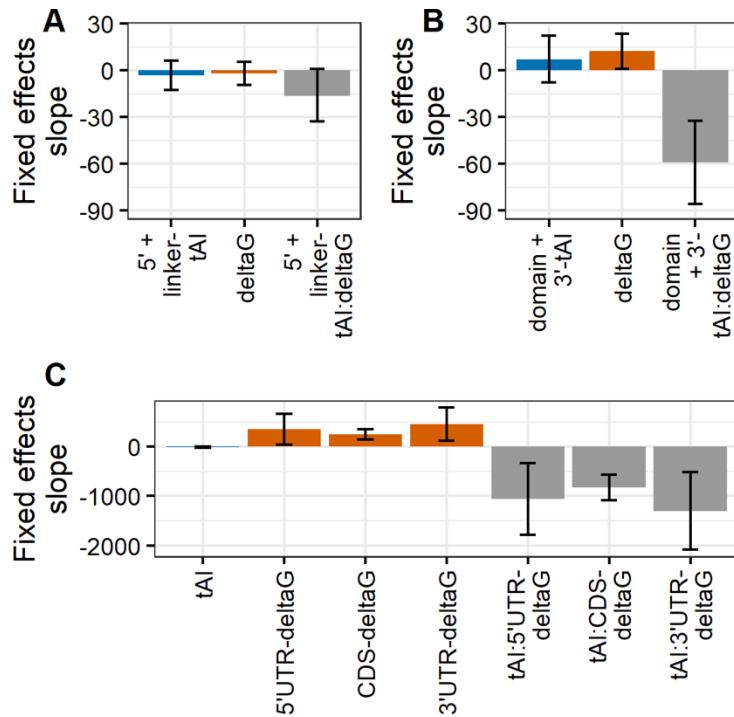 A
Fixed effects
slope
30
0
-30
-60
-90
5' +
linker-
tAI
deltaG
5' +
linker-
tAI:deltaG
B
Fixed effects
slope
30
0
-30
-60
-90
domain +
3'-tAI
deltaG
domain
+ 3'-
tAI:deltaG
C
Fixed effects
slope
0
-1000
-2000
tAI
5'UTR-deltaG
CDS-deltaG
3'UTR-deltaG
tAI:5'UTR-
deltaG
tAI:CDS-
deltaG
tAI:3'UTR-
deltaG